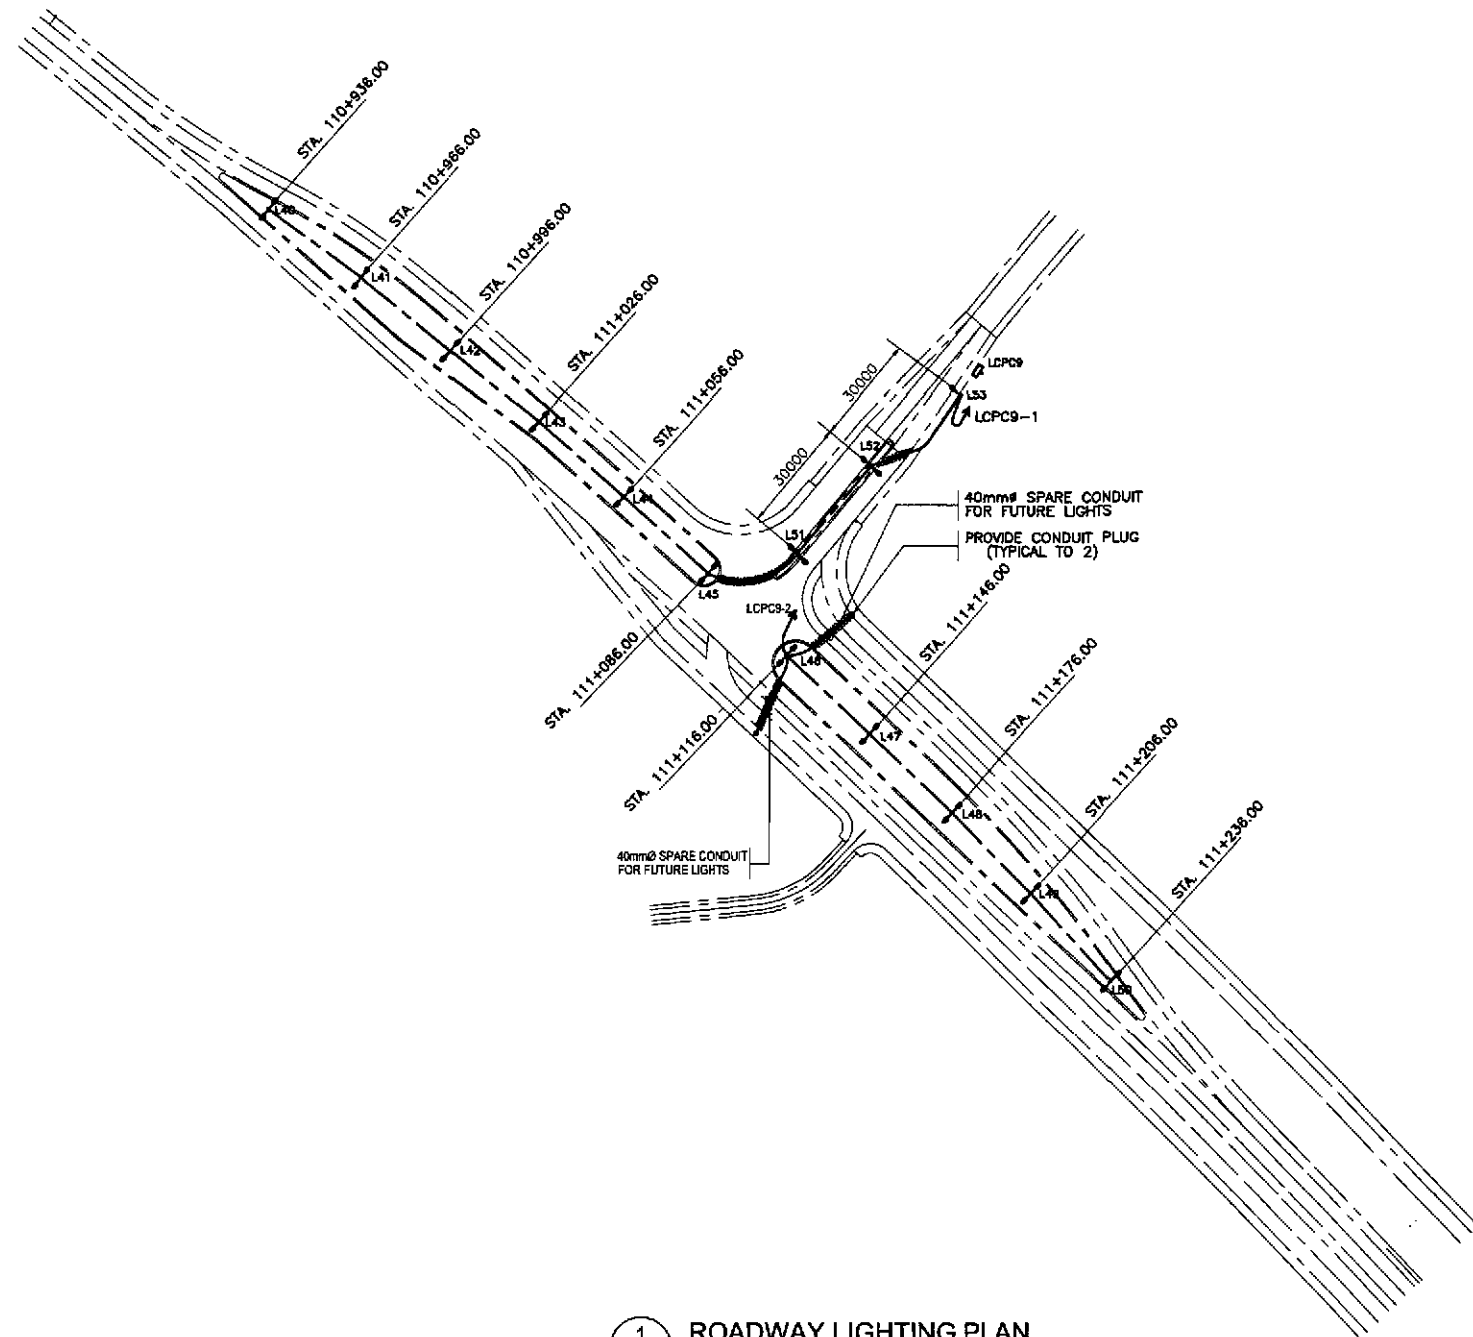 STA. 110+938.00
L40
STA. 110+966.00
L41
STA. 110+996.00
L42
STA. 111+026.00
L43
STA. 111+056.00
L44
L45
STA. 111+086.00
30000
30000
L51
L52
L53
LCPC9
LCPC9-1
40mmø SPARE CONDUIT
FOR FUTURE LIGHTS
PROVIDE CONDUIT PLUG
(TYPICAL TO 2)
LCPC9-2
L46
STA. 111+116.00
STA. 111+146.00
L47
STA. 111+176.00
L48
STA. 111+206.00
L49
STA. 111+238.00
L50
40mmØ SPARE CONDUIT
FOR FUTURE LIGHTS
1
ROADWAY LIGHTING PLAN